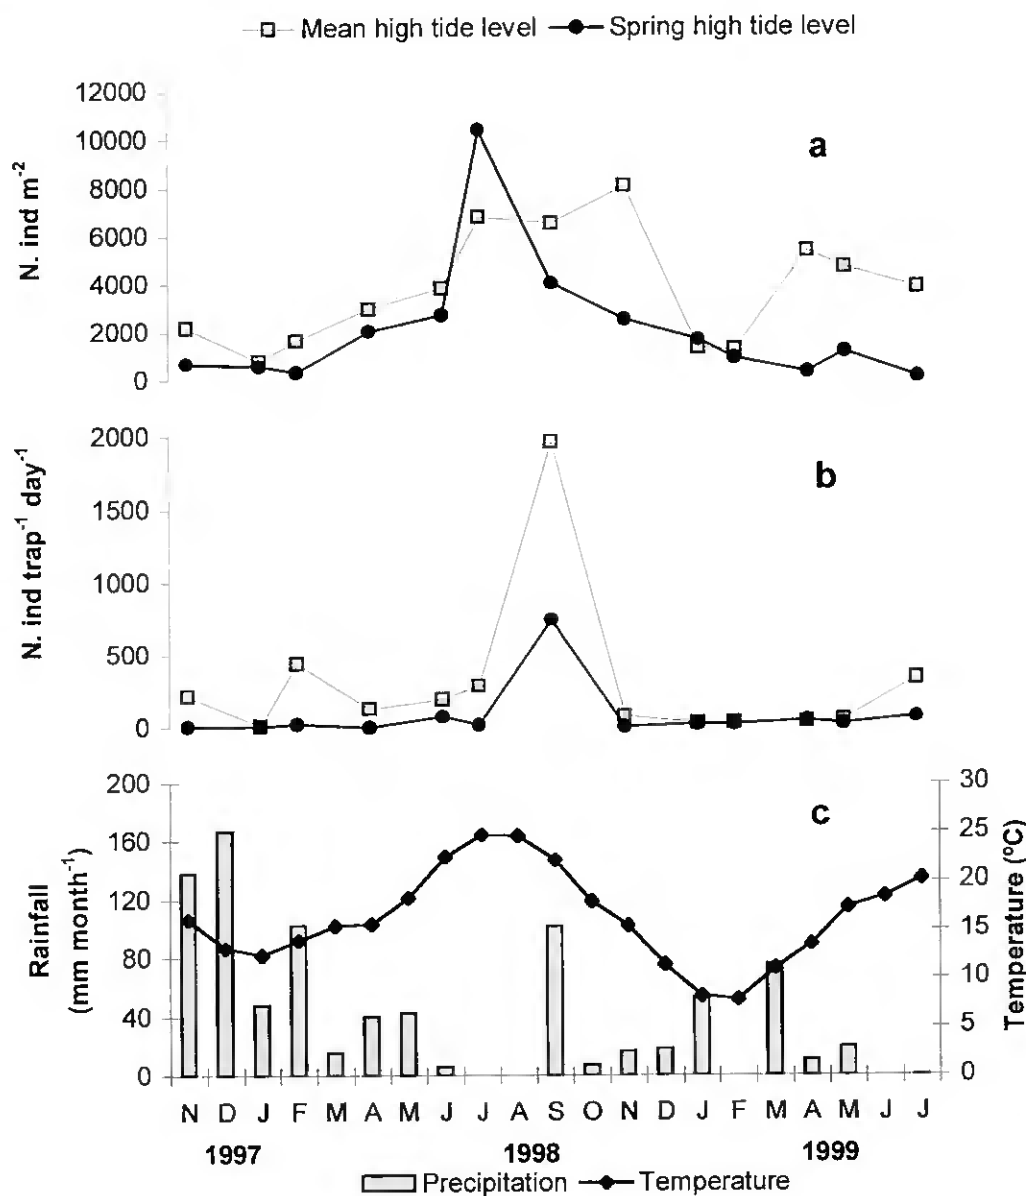 Mean high tide level Spring high tide level
12000
10000
8000
6000
4000
2000
0
N. ind m-2
a
2000
1500
1000
500
0
N. ind trap-1 day-1
b
200
160
120
80
40
0
Rainfall
(mm month-1)
c
30
25
20
15
10
5
0
Temperature (ºC)
N D J F M A M J J A S O N D J F M A M J J
1997 1998 1999
Precipitation Temperature